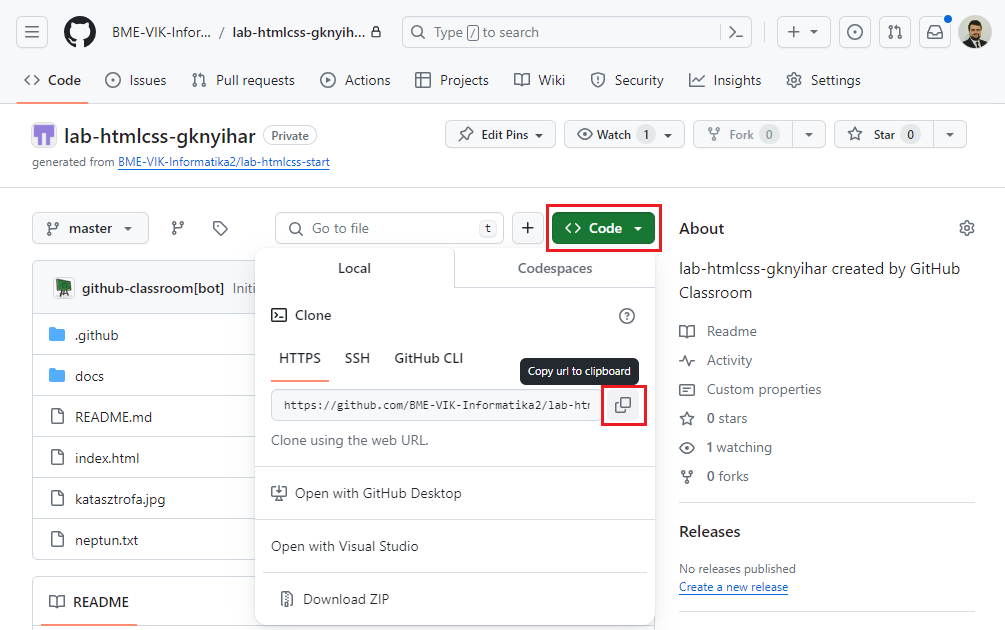 BME-VIK-Infor... / lab-htmlcss-gknyih... Type / to search
Code Issues Pull requests Actions Projects Wiki Security Insights Settings
lab-htmlcss-gknyihar Private Edit Pins Watch 1 Fork 0 Star 0
generated from BME-VIK-Informatika2/lab-htmlcss-start
master Go to file t + Code
Local Codespaces
Clone
HTTPS SSH GitHub CLI
Copy url to clipboard
https://github.com/BME-VIK-Informatika2/lab-htm
Clone using the web URL.
Open with GitHub Desktop
Open with Visual Studio
Download ZIP
github-classroom[bot] Initi
.github
docs
README.md
index.html
katasztrofa.jpg
neptun.txt
README
About
lab-htmlcss-gknyihar created by GitHub
Classroom
Readme
Activity
Custom properties
0 stars
1 watching
0 forks
Releases
No releases published
Create a new release